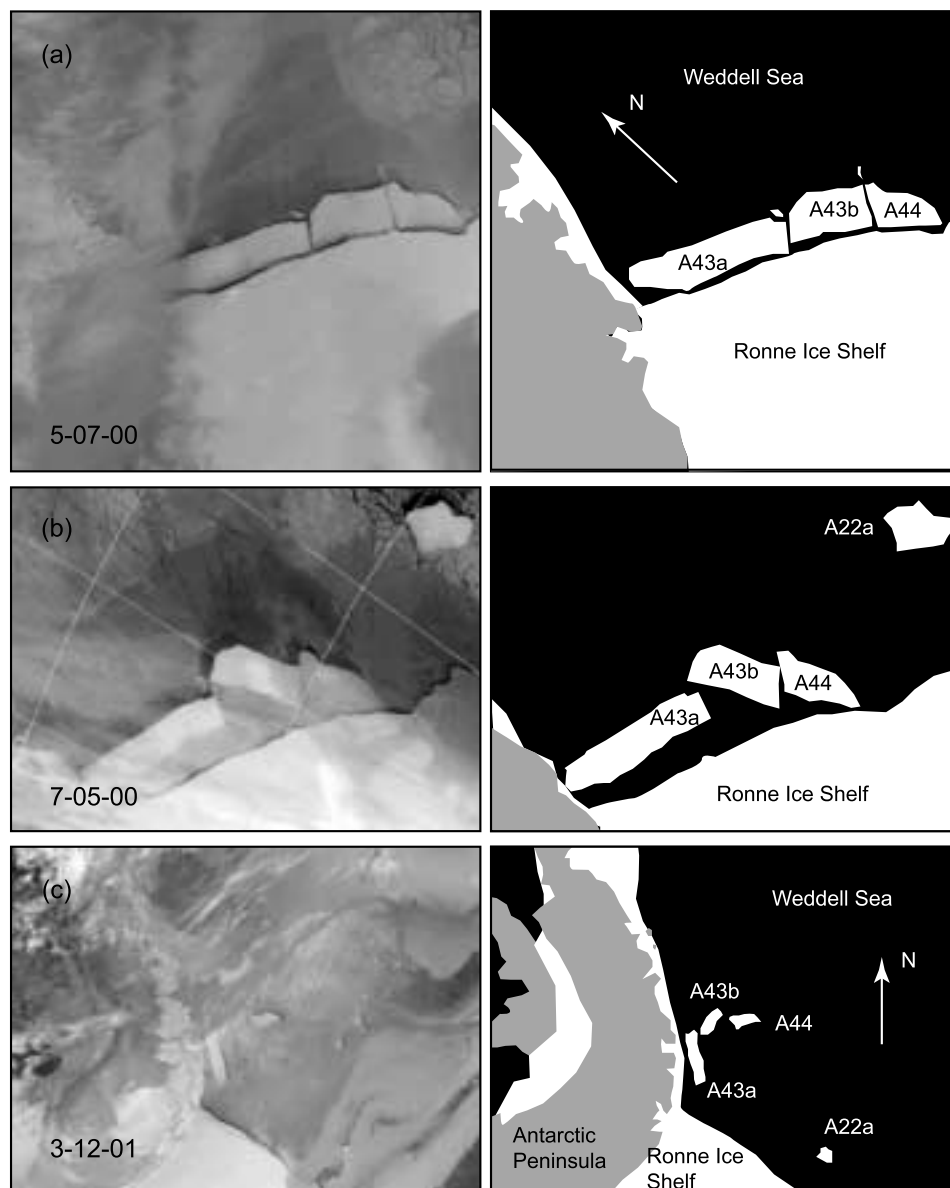 (a)
5-07-00
Weddell Sea
N
A43b
A44
A43a
Ronne Ice Shelf
(b)
7-05-00
A22a
A43b
A44
A43a
Ronne Ice Shelf
(c)
3-12-01
Weddell Sea
N
A43b
A44
A43a
A22a
Antarctic
Peninsula
Ronne Ice
Shelf